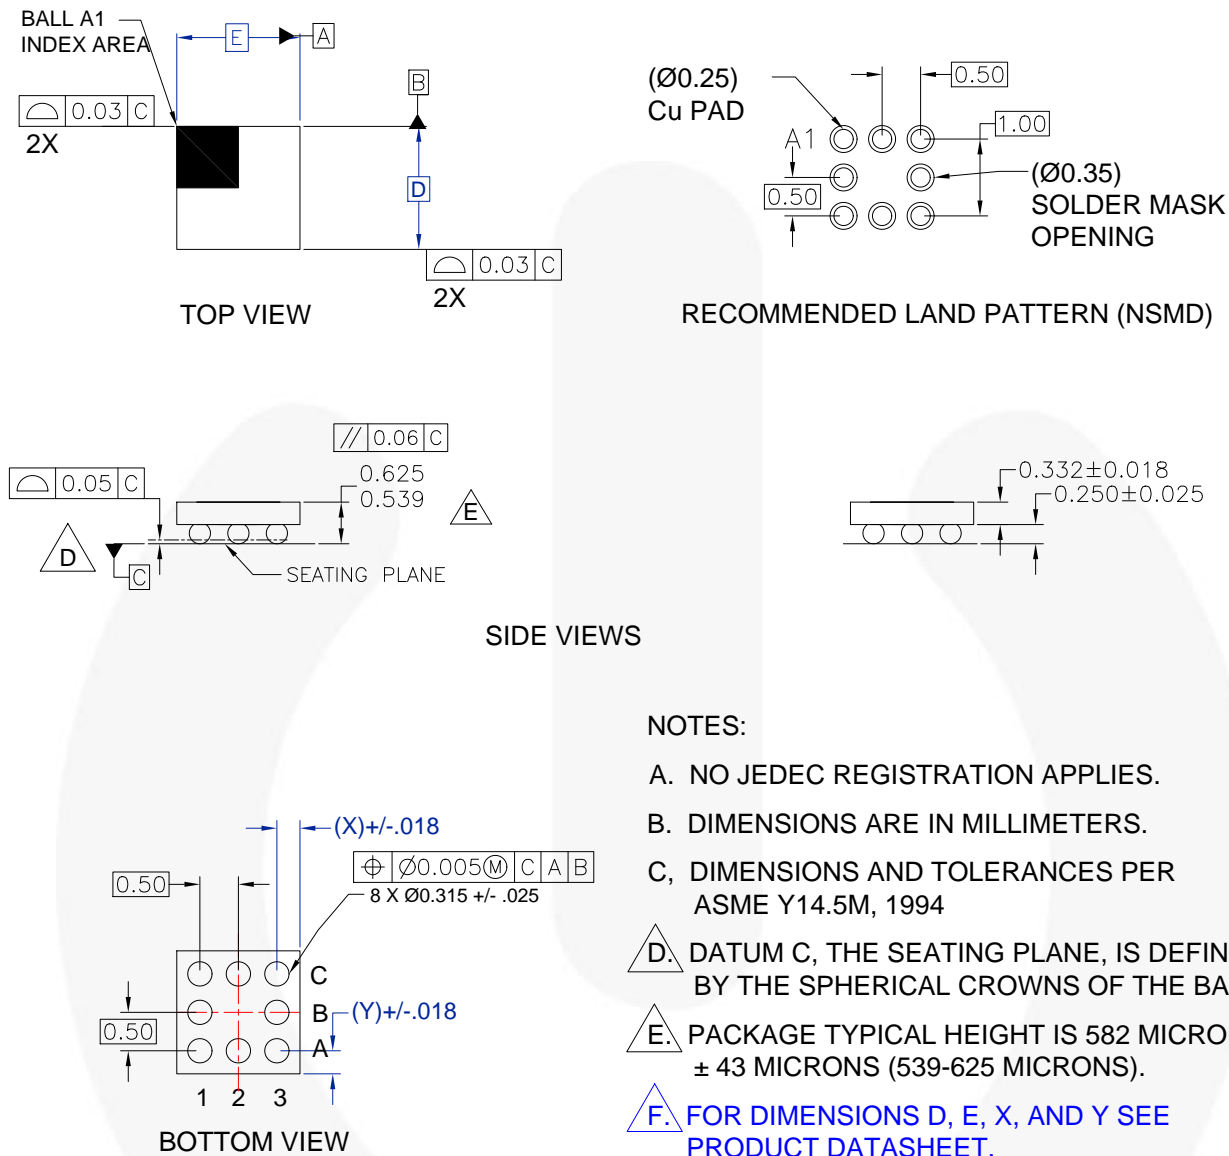 BALL A1
INDEX AREA
E
A
B
0.03 C
2X
D
0.03 C
2X
TOP VIEW
(Ø0.25)
Cu PAD
0.50
1.00
A1
0.50
(Ø0.35)
SOLDER MASK
OPENING
RECOMMENDED LAND PATTERN (NSMD)
// 0.06 C
0.625
0.539
E
0.05 C
D
C
SEATING PLANE
0.332±0.018
0.250±0.025
SIDE VIEWS
(X)+/-.018
Ø0.005Ⓜ C A B
8 X Ø0.315 +/- .025
0.50
C
B
A
(Y)+/-.018
0.50
1 2 3
BOTTOM VIEW
NOTES:
A. NO JEDEC REGISTRATION APPLIES.
B. DIMENSIONS ARE IN MILLIMETERS.
C, DIMENSIONS AND TOLERANCES PER
ASME Y14.5M, 1994
D. DATUM C, THE SEATING PLANE, IS DEFIN
BY THE SPHERICAL CROWNS OF THE BA
E. PACKAGE TYPICAL HEIGHT IS 582 MICRO
± 43 MICRONS (539-625 MICRONS).
F. FOR DIMENSIONS D, E, X, AND Y SEE
PRODUCT DATASHEET.